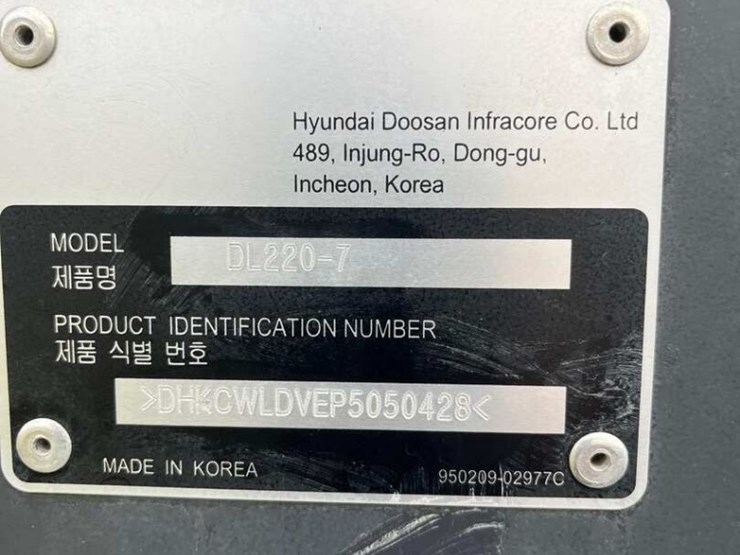 Hyundai Doosan Infracore Co. Ltd
489, Injung-Ro, Dong-gu,
Incheon, Korea
MODEL
제품명
DL220-7
PRODUCT IDENTIFICATION NUMBER
제품 식별 번호
>DHKCWLDVEP5050428<
MADE IN KOREA
950209-02977C